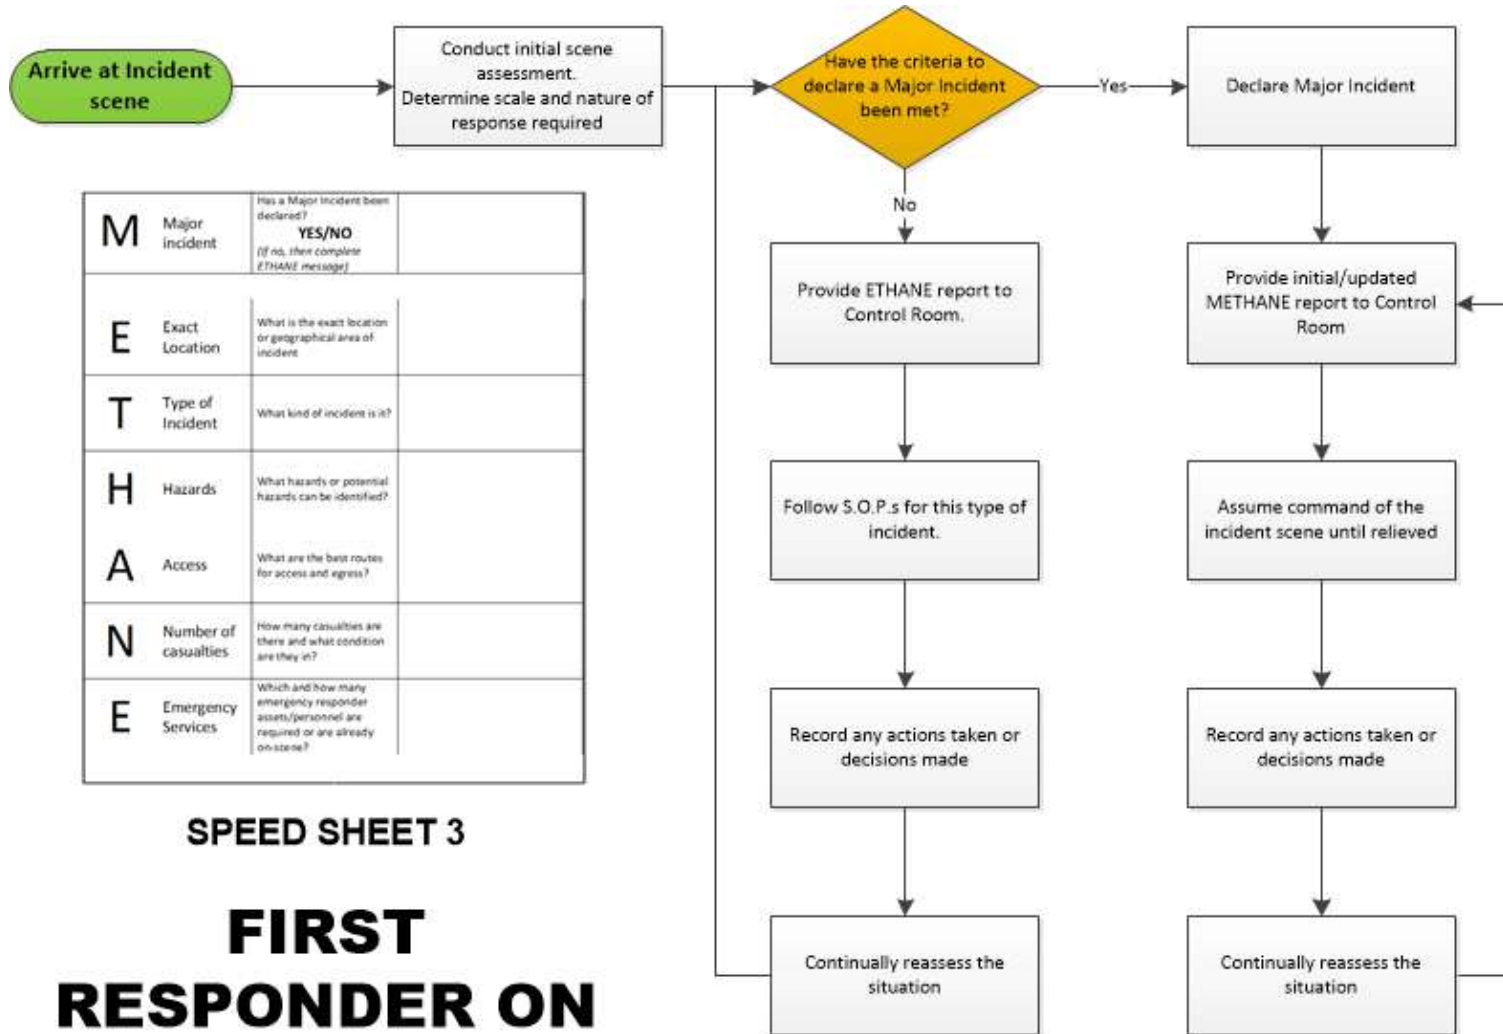 Arrive at Incident
scene
Conduct initial scene
assessment.
Determine scale and nature of
response required
Have the criteria to
declare a Major Incident
been met?
Yes
Declare Major Incident
No
Provide ETHANE report to
Control Room.
Provide initial/updated
METHANE report to Control
Room
Follow S.O.P.s for this type of
incident.
Assume command of the
incident scene until relieved
Record any actions taken or
decisions made
Record any actions taken or
decisions made
Continually reassess the
situation
Continually reassess the
situation
M
Major
incident
Has a Major Incident been
declared?
YES/NO
(If no, then complete
ETHANE message)
E
Exact
Location
What is the exact location
or geographical area of
incident
T
Type of
Incident
What kind of incident is it?
H
Hazards
What hazards or potential
hazards can be identified?
A
Access
What are the best routes
for access and egress?
N
Number of
casualties
How many casualties are
there and what condition
are they in?
E
Emergency
Services
Which and how many
emergency responder
assets/personnel are
required or are already
on-scene?
SPEED SHEET 3
FIRST
RESPONDER ON